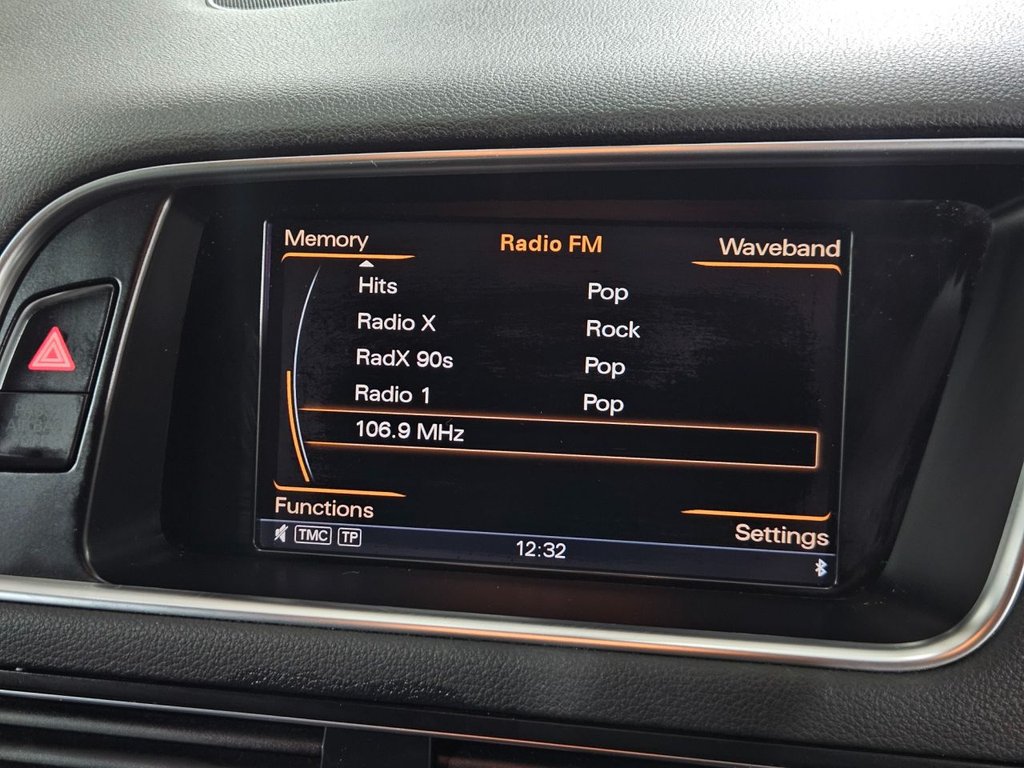 Memory Radio FM Waveband
Hits Pop
Radio X Rock
RadX 90s Pop
Radio 1 Pop
106.9 MHz
Functions Settings
TMC TP 12:32